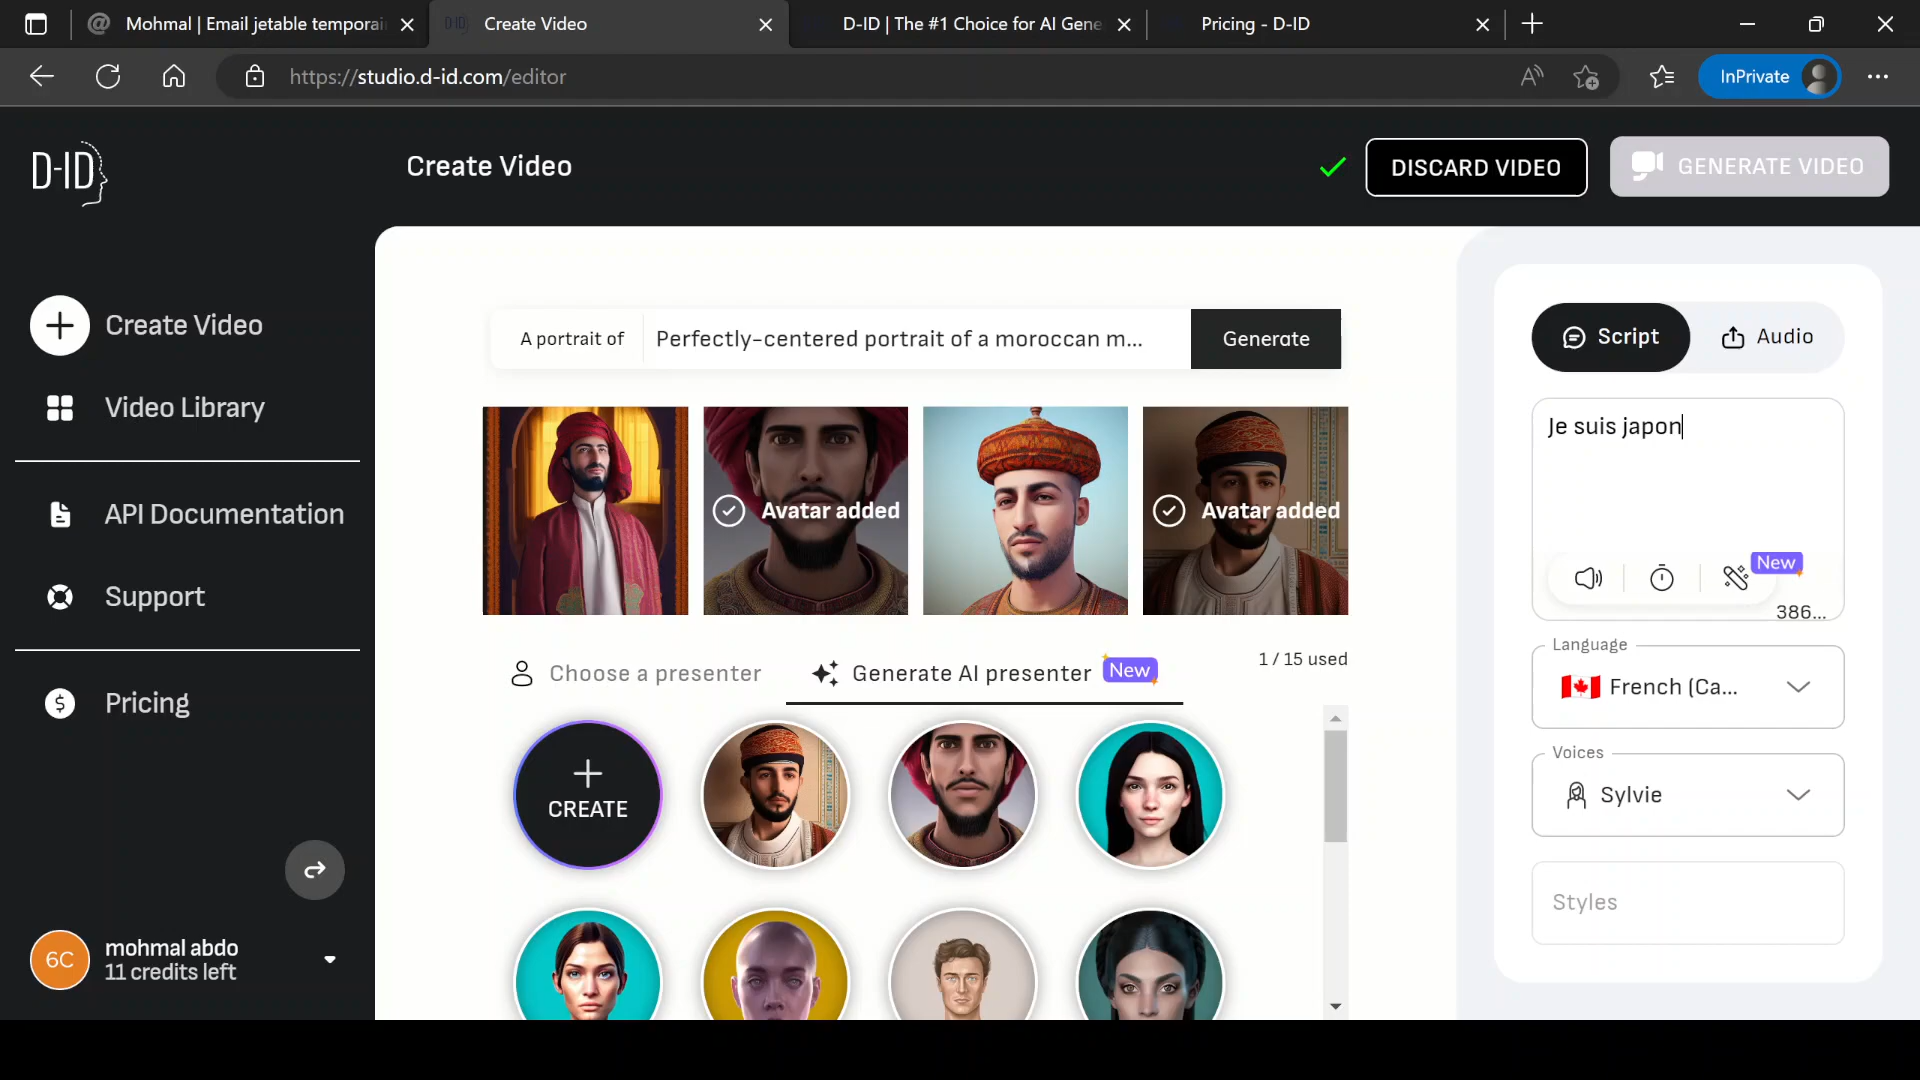 Mohmal | Email jetable temporai
Create Video
D-ID | The #1 Choice for AI Gene
Pricing - D-ID
https://studio.d-id.com/editor
InPrivate
D-ID
Create Video
DISCARD VIDEO
GENERATE VIDEO
Create Video
Video Library
API Documentation
Support
Pricing
6C
mohmal abdo
11 credits left
A portrait of
Perfectly-centered portrait of a moroccan m...
Generate
Avatar added
Avatar added
Choose a presenter
Generate AI presenter
New
1 / 15 used
CREATE
Script
Audio
Je suis japon
New
386...
Language
French (Ca...
Voices
Sylvie
Styles